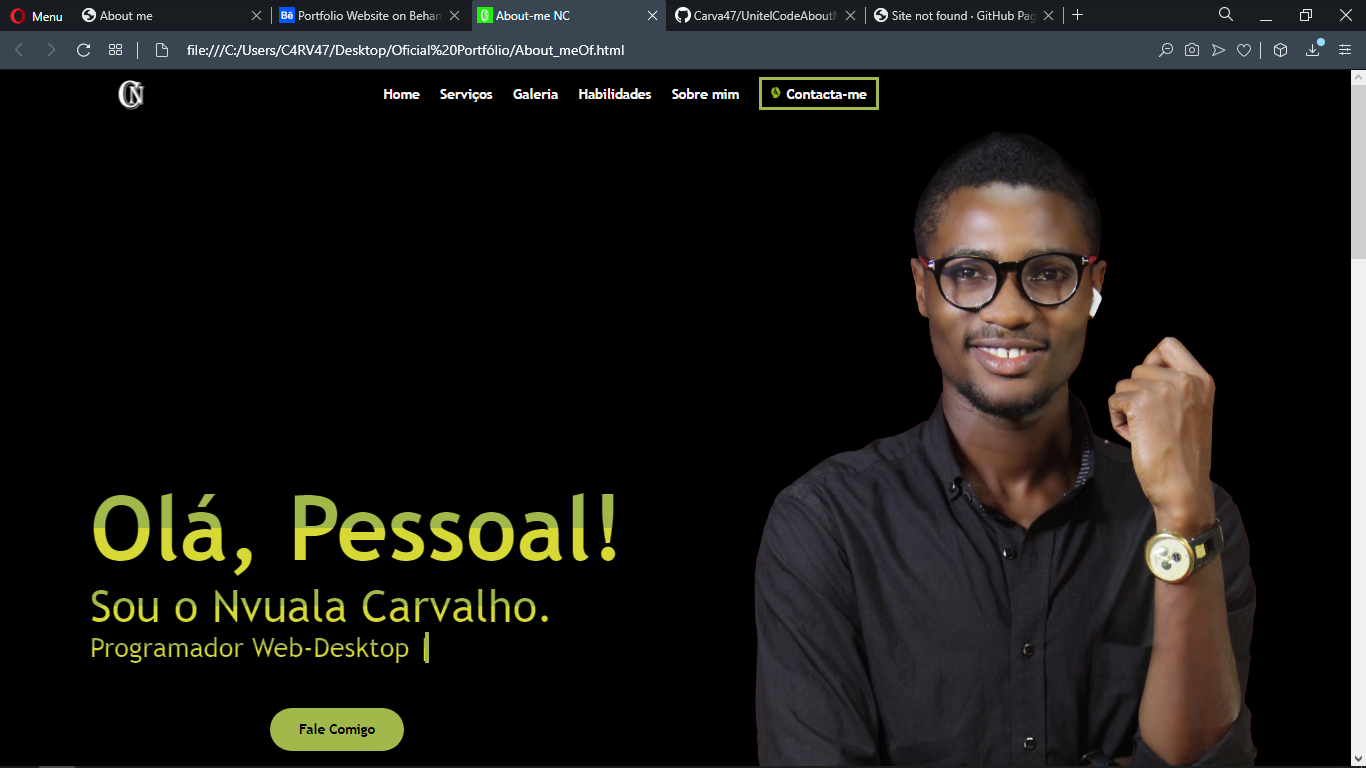 Menu
About me
Bē Portfolio Website on Behan
About-me NC
Carva47/UnitelCodeAbout
Site not found · GitHub Pag
file:///C:/Users/C4RV47/Desktop/Oficial%20Portfólio/About_meOf.html
CN
Home Serviços Galeria Habilidades Sobre mim Contacta-me
Olá, Pessoal!
Sou o Nvuala Carvalho.
Programador Web-Desktop |
Fale Comigo